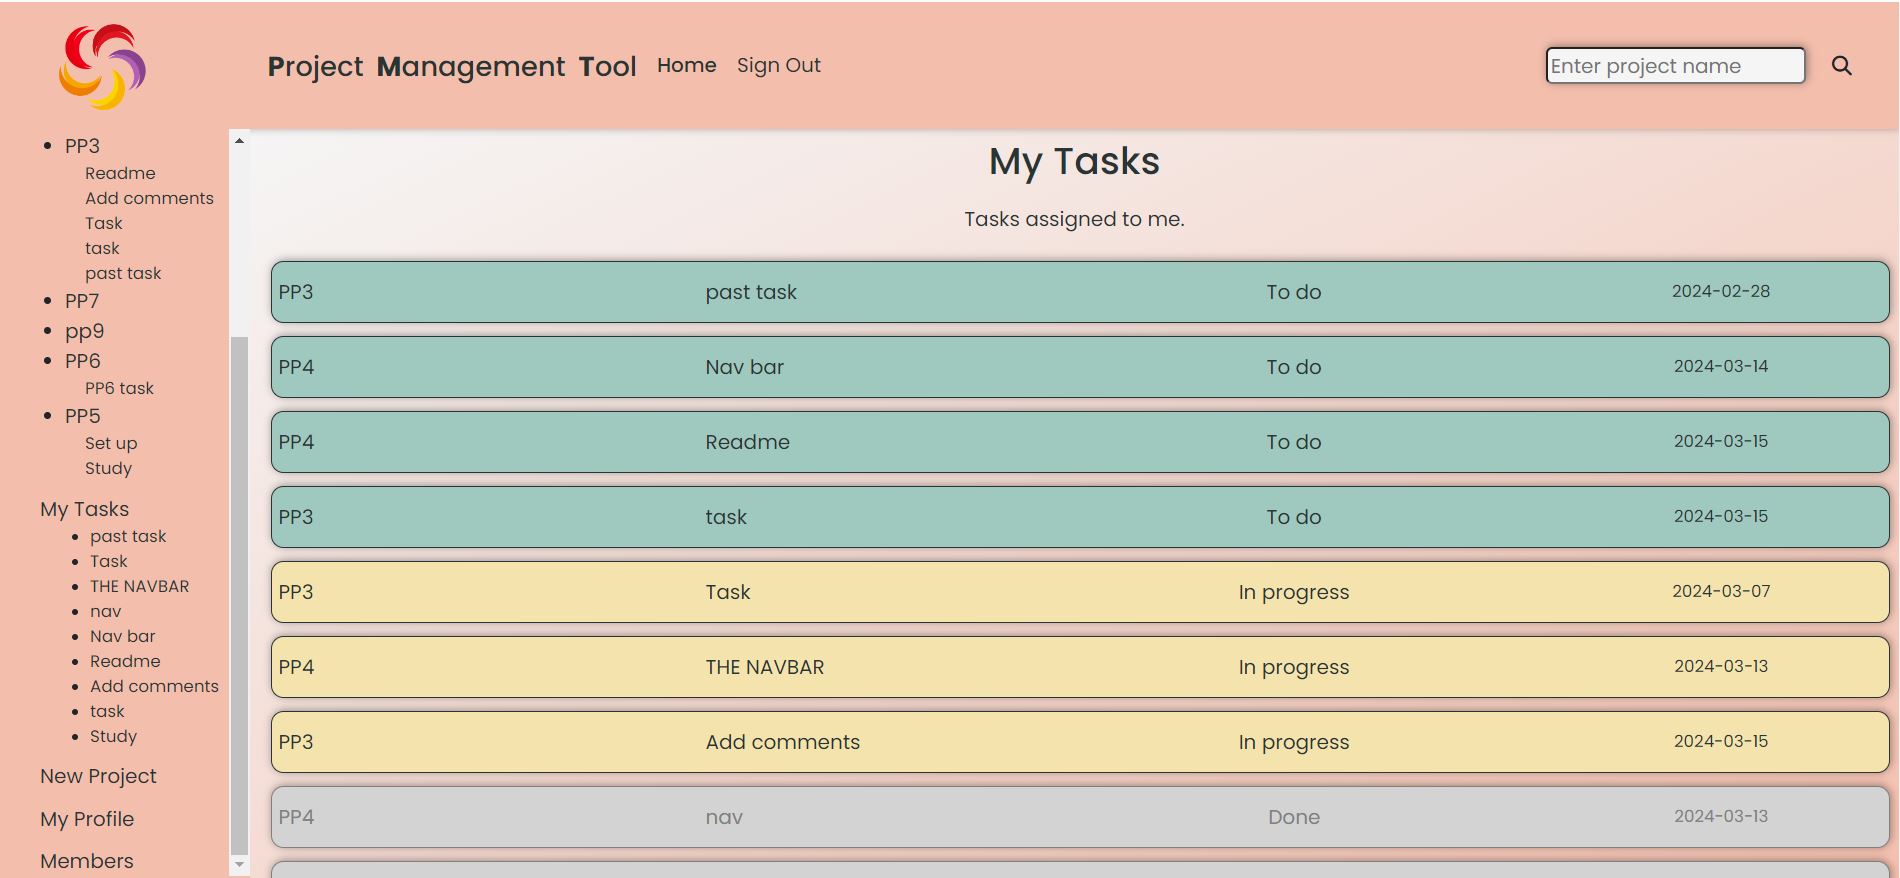 Project Management Tool Home Sign Out
Enter project name
PP3
Readme
Add comments
Task
task
past task
PP7
pp9
PP6
PP6 task
PP5
Set up
Study
My Tasks
past task
Task
THE NAVBAR
nav
Nav bar
Readme
Add comments
task
Study
New Project
My Profile
Members
My Tasks
Tasks assigned to me.
PP3 past task To do 2024-02-28
PP4 Nav bar To do 2024-03-14
PP4 Readme To do 2024-03-15
PP3 task To do 2024-03-15
PP3 Task In progress 2024-03-07
PP4 THE NAVBAR In progress 2024-03-13
PP3 Add comments In progress 2024-03-15
PP4 nav Done 2024-03-13